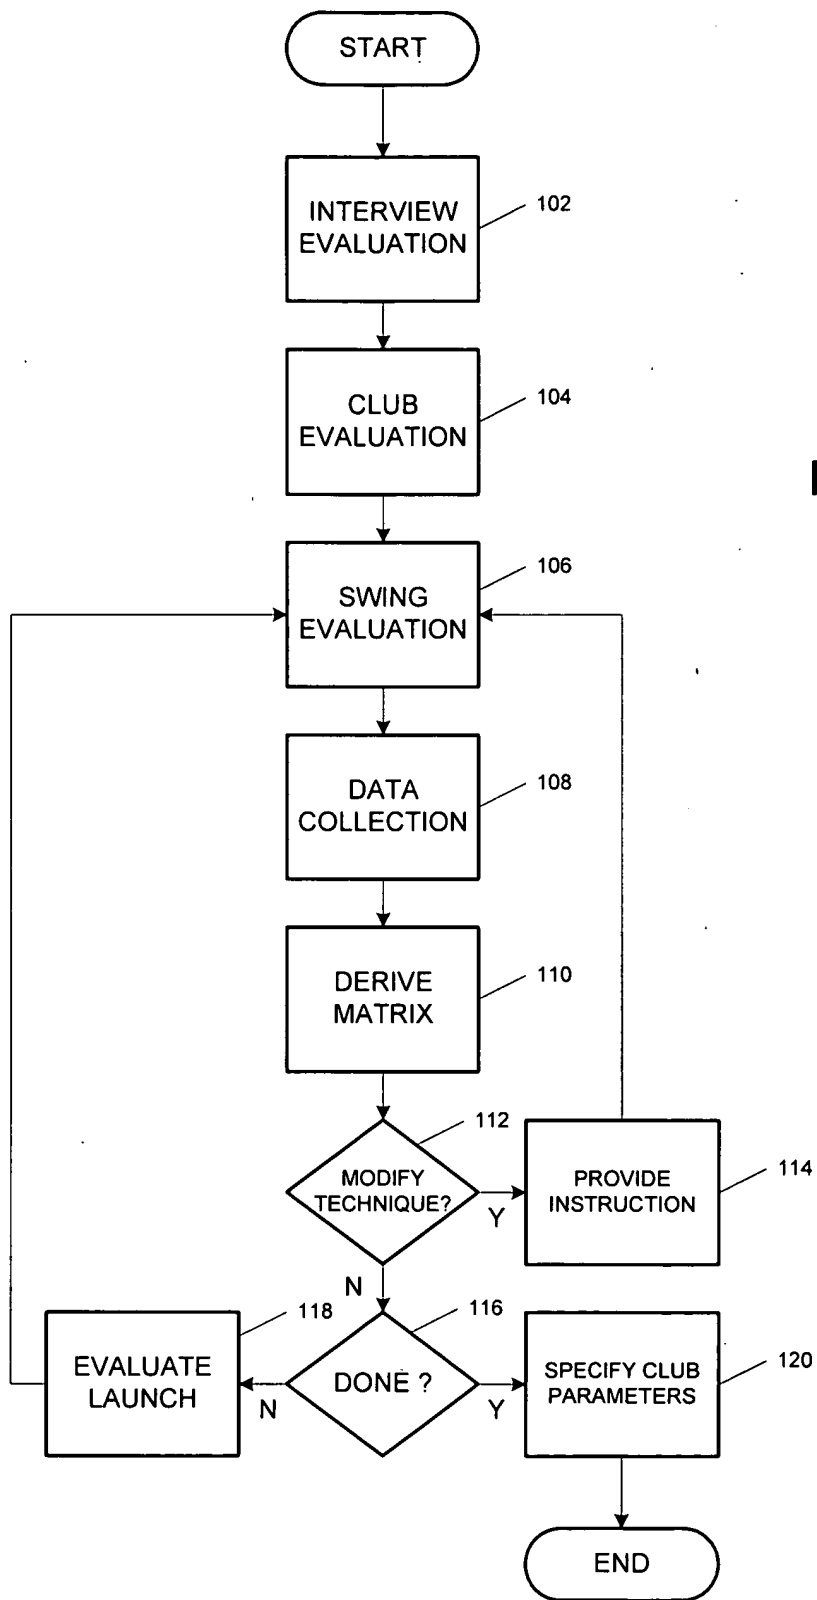 START
INTERVIEW
EVALUATION
102
CLUB
EVALUATION
104
SWING
EVALUATION
106
DATA
COLLECTION
108
DERIVE
MATRIX
110
MODIFY
TECHNIQUE?
112
Y
PROVIDE
INSTRUCTION
114
N
EVALUATE
LAUNCH
118
N
DONE ?
116
Y
SPECIFY CLUB
PARAMETERS
120
END